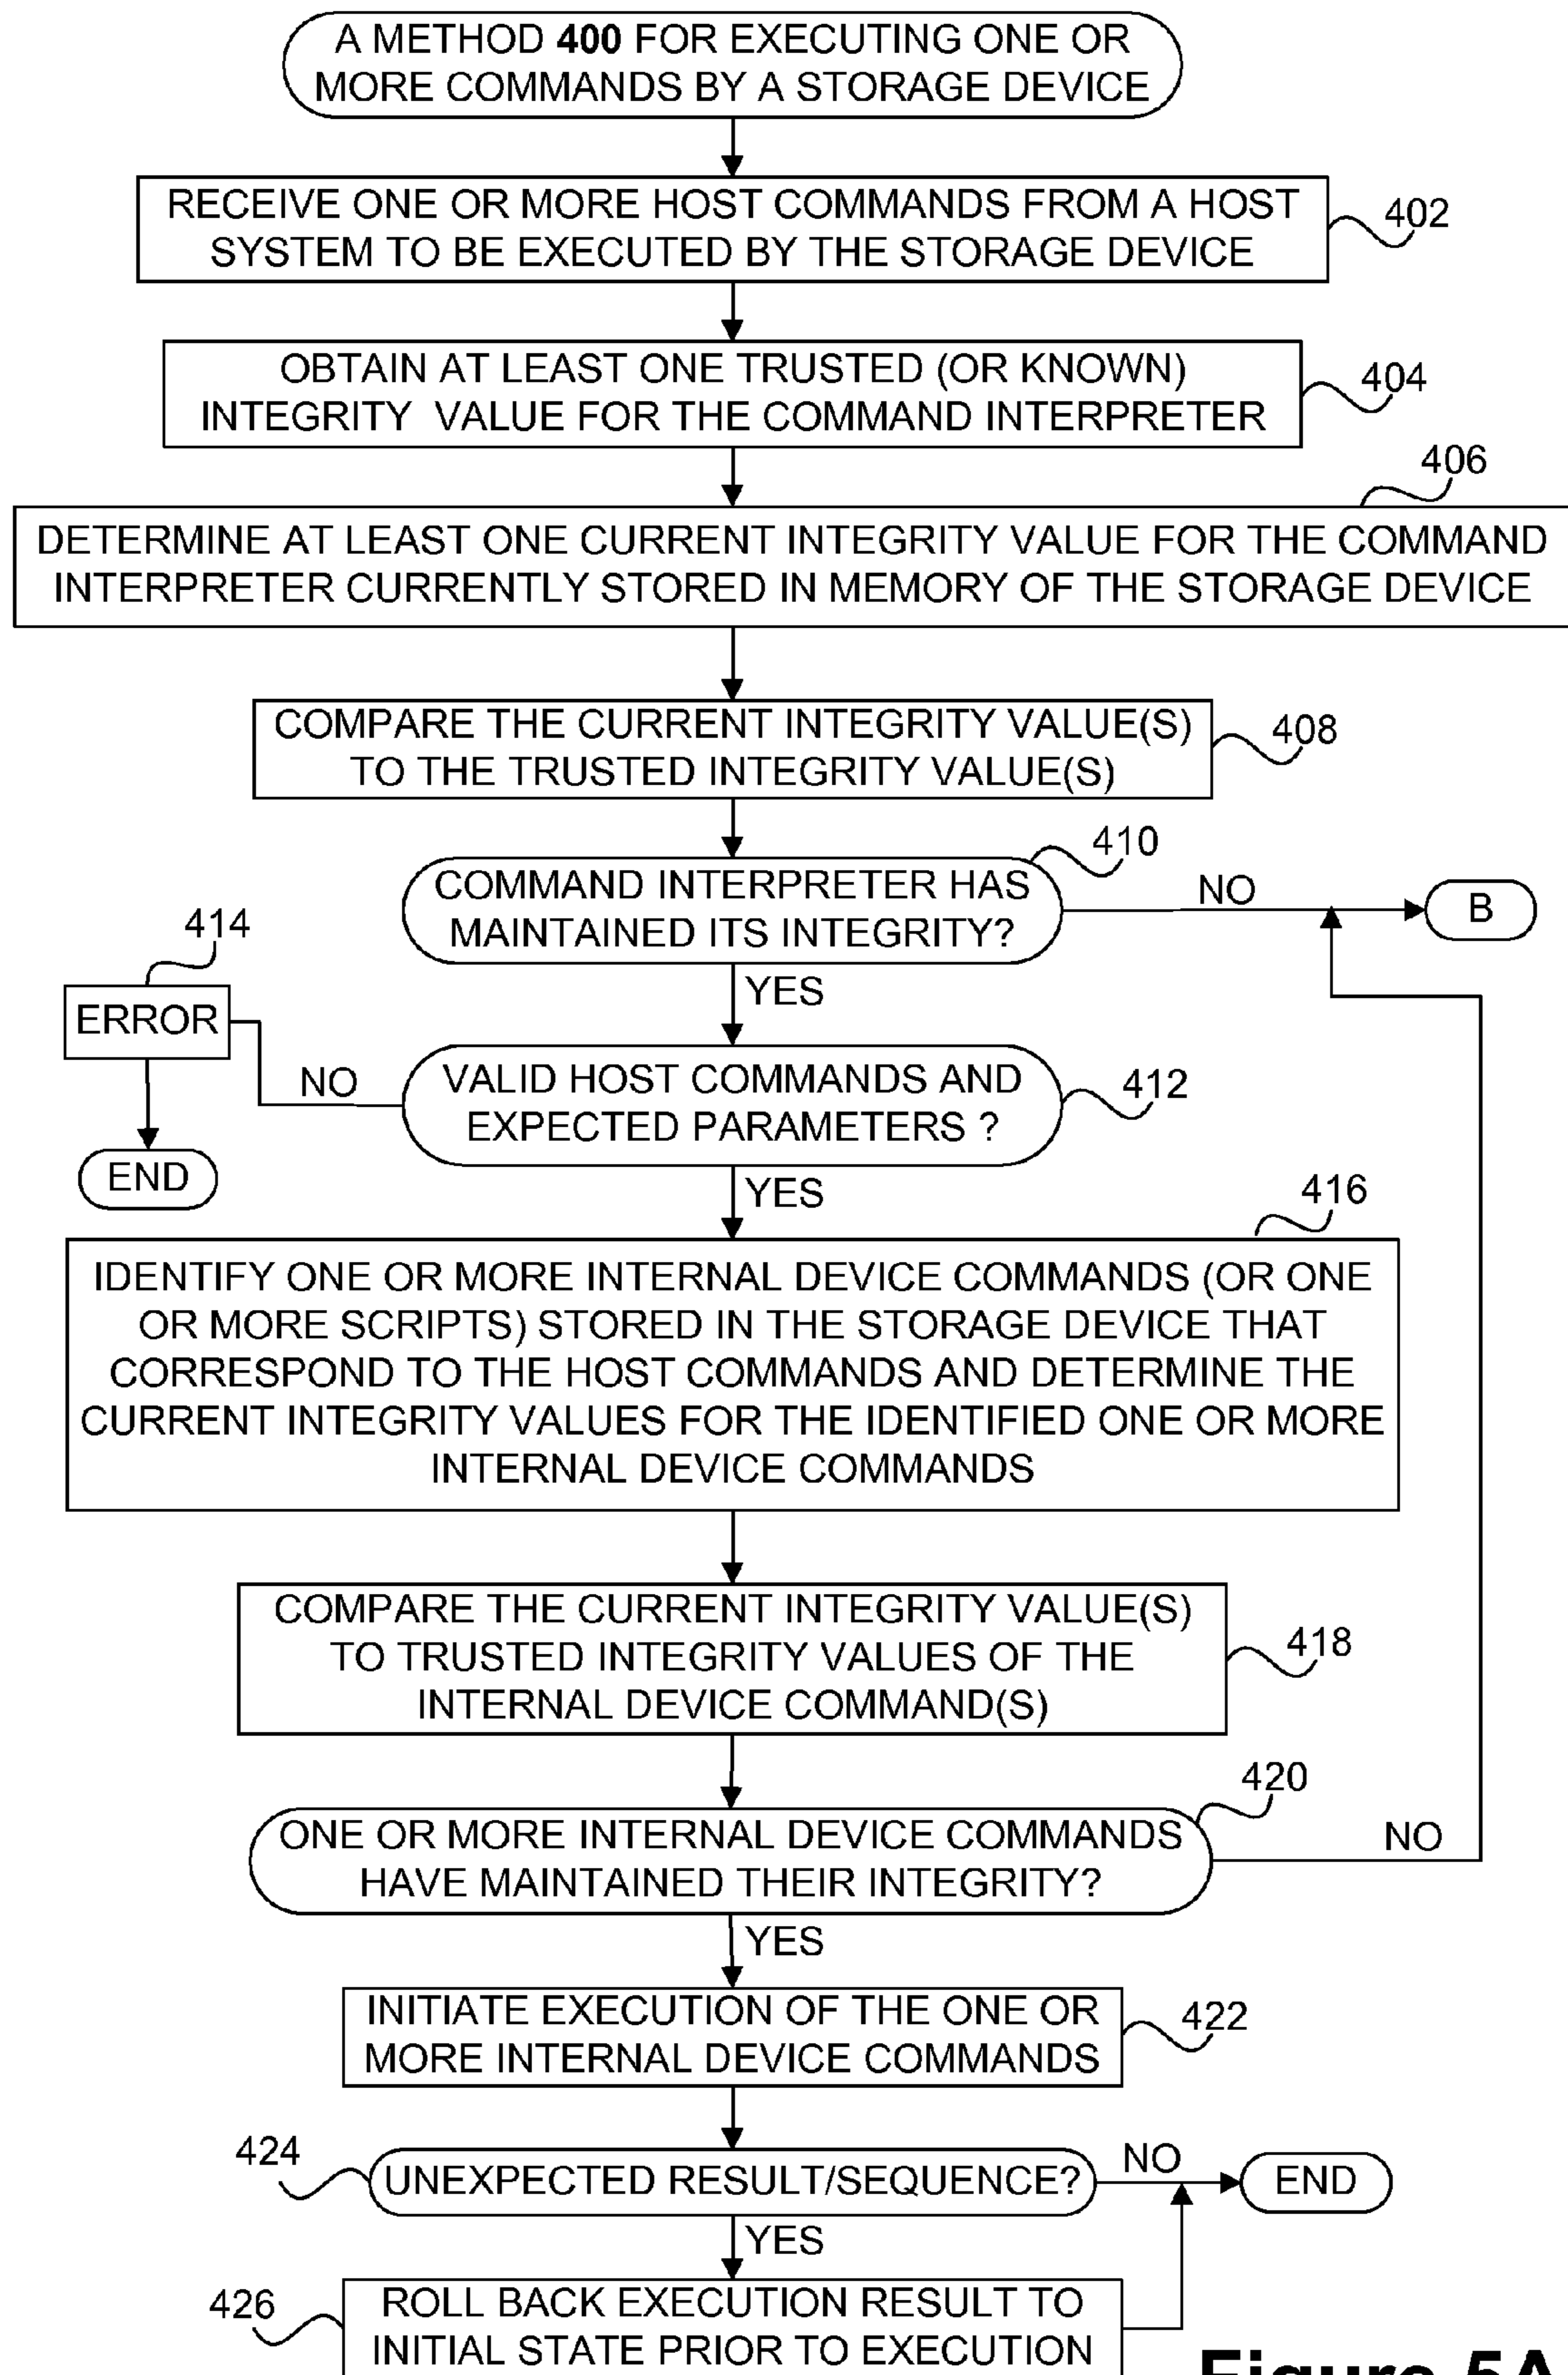 A METHOD 400 FOR EXECUTING ONE OR
MORE COMMANDS BY A STORAGE DEVICE
RECEIVE ONE OR MORE HOST COMMANDS FROM A HOST
SYSTEM TO BE EXECUTED BY THE STORAGE DEVICE
402
OBTAIN AT LEAST ONE TRUSTED (OR KNOWN)
INTEGRITY VALUE FOR THE COMMAND INTERPRETER
404
406
DETERMINE AT LEAST ONE CURRENT INTEGRITY VALUE FOR THE COMMAND
INTERPRETER CURRENTLY STORED IN MEMORY OF THE STORAGE DEVICE
COMPARE THE CURRENT INTEGRITY VALUE(S)
TO THE TRUSTED INTEGRITY VALUE(S)
408
410
COMMAND INTERPRETER HAS
MAINTAINED ITS INTEGRITY?
NO
B
YES
414
ERROR
NO
END
VALID HOST COMMANDS AND
EXPECTED PARAMETERS ?
412
YES
416
IDENTIFY ONE OR MORE INTERNAL DEVICE COMMANDS (OR ONE
OR MORE SCRIPTS) STORED IN THE STORAGE DEVICE THAT
CORRESPOND TO THE HOST COMMANDS AND DETERMINE THE
CURRENT INTEGRITY VALUES FOR THE IDENTIFIED ONE OR MORE
INTERNAL DEVICE COMMANDS
COMPARE THE CURRENT INTEGRITY VALUE(S)
TO TRUSTED INTEGRITY VALUES OF THE
INTERNAL DEVICE COMMAND(S)
418
420
ONE OR MORE INTERNAL DEVICE COMMANDS
HAVE MAINTAINED THEIR INTEGRITY?
NO
YES
INITIATE EXECUTION OF THE ONE OR
MORE INTERNAL DEVICE COMMANDS
422
424
UNEXPECTED RESULT/SEQUENCE?
NO
END
YES
426
ROLL BACK EXECUTION RESULT TO
INITIAL STATE PRIOR TO EXECUTION
Figure 5A